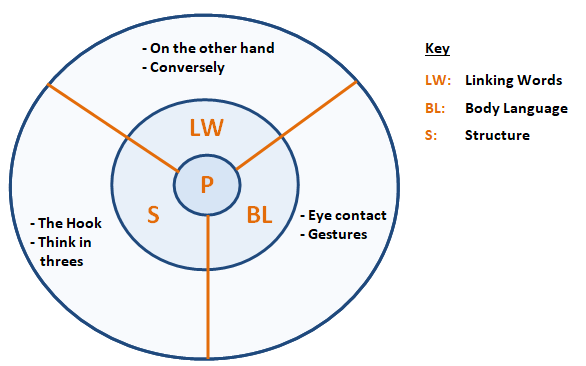 - On the other hand
- Conversely
LW
P
S
BL
- The Hook
- Think in
threes
- Eye contact
- Gestures
Key
LW: Linking Words
BL: Body Language
S: Structure